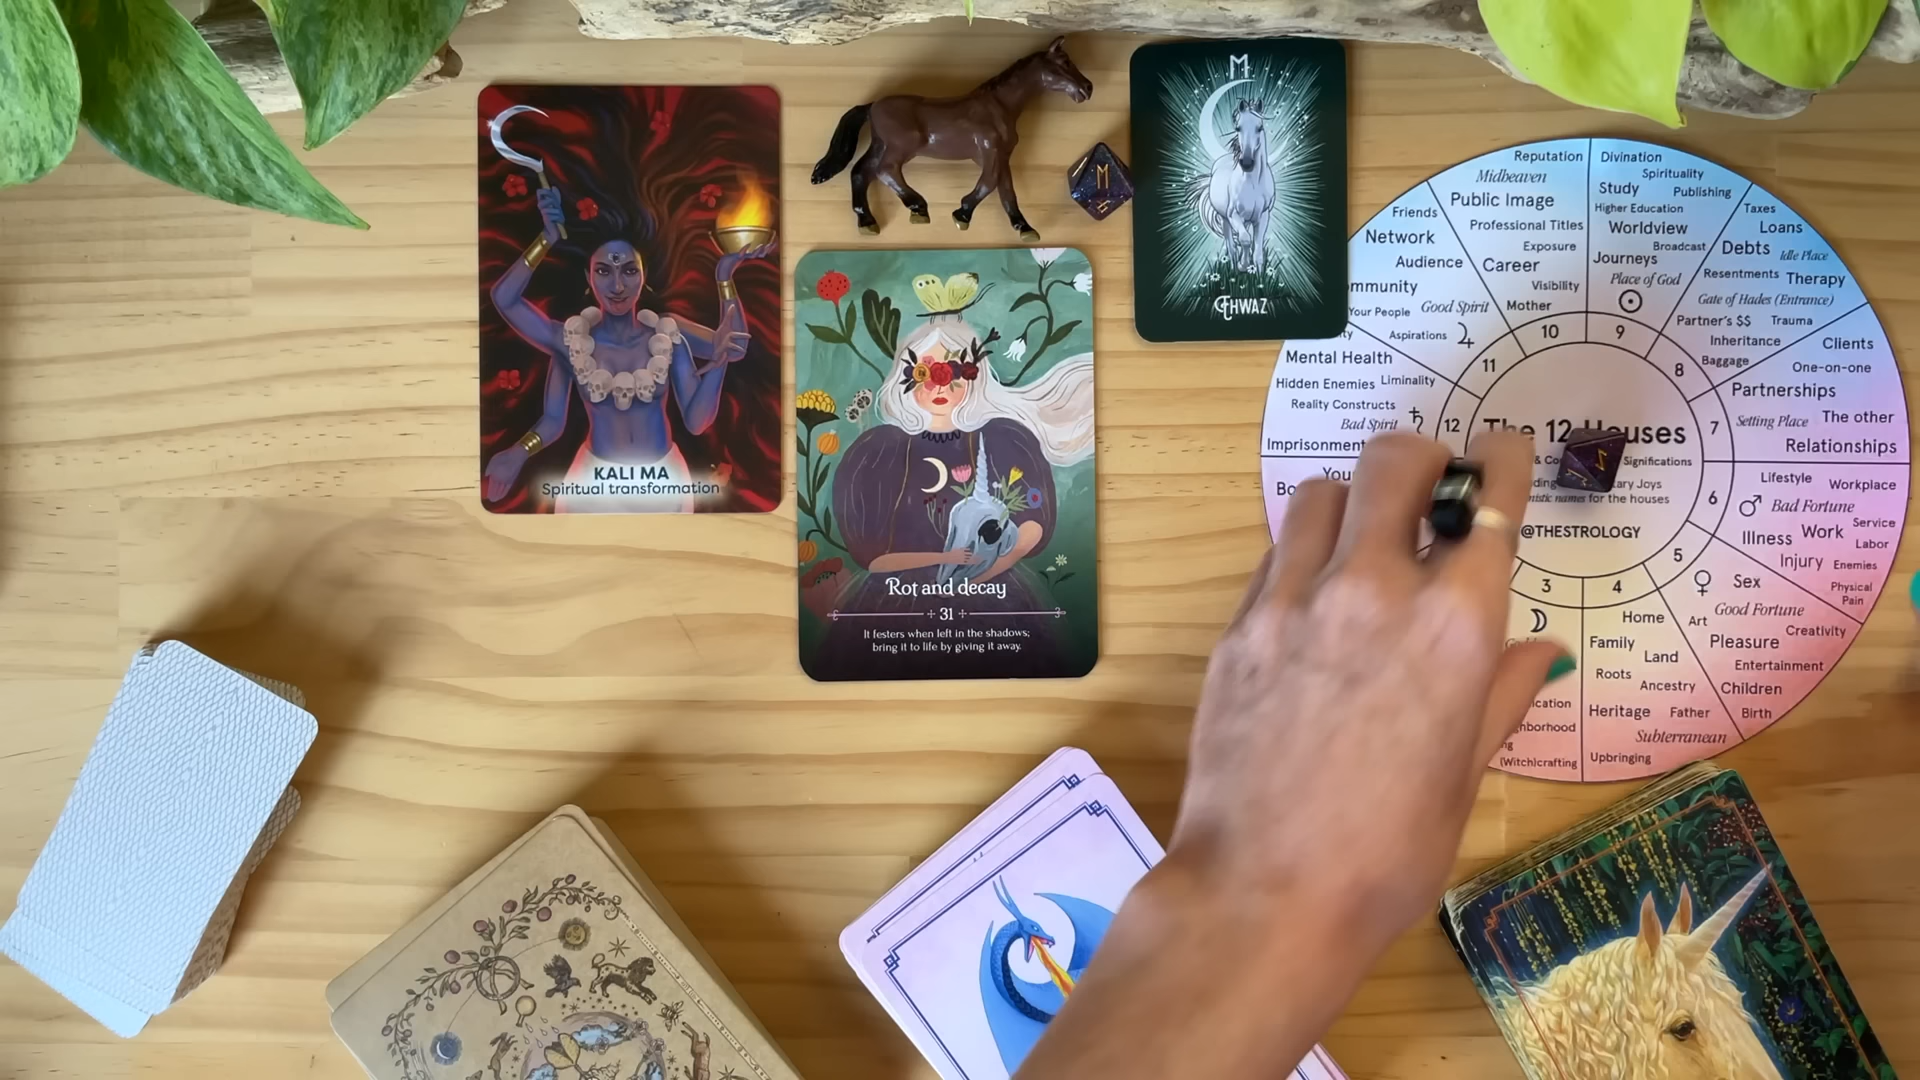 KALI MA
Spiritual transformation
Rot and decay
31
It festers when left in the shadows;
bring it to life by giving it away.
EHWAZ
The 12 Houses
Significations
for the houses
@THESTROLOGY
12
11
10
9
8
7
6
5
4
3
Reputation
Midheaven
Public Image
Professional Titles
Exposure
Career
Visibility
Mother
Divination
Spirituality
Study
Publishing
Higher Education
Worldview
Broadcast
Journeys
Place of God
Taxes
Loans
Debts
Idle Place
Resentments
Therapy
Gate of Hades (Entrance)
Partner's $$
Trauma
Inheritance
Baggage
Clients
One-on-one
Partnerships
Setting Place
The other
Relationships
Lifestyle
Workplace
Bad Fortune
Service
Illness
Work
Labor
Injury
Enemies
Physical
Pain
Sex
Good Fortune
Art
Creativity
Pleasure
Entertainment
Children
Birth
Home
Family
Land
Roots
Ancestry
Heritage
Father
Subterranean
Upbringing
(Witch)crafting
Friends
Network
Audience
Your People
Good Spirit
Aspirations
Mental Health
Hidden Enemies
Liminality
Reality Constructs
Bad Spirit
Imprisonment